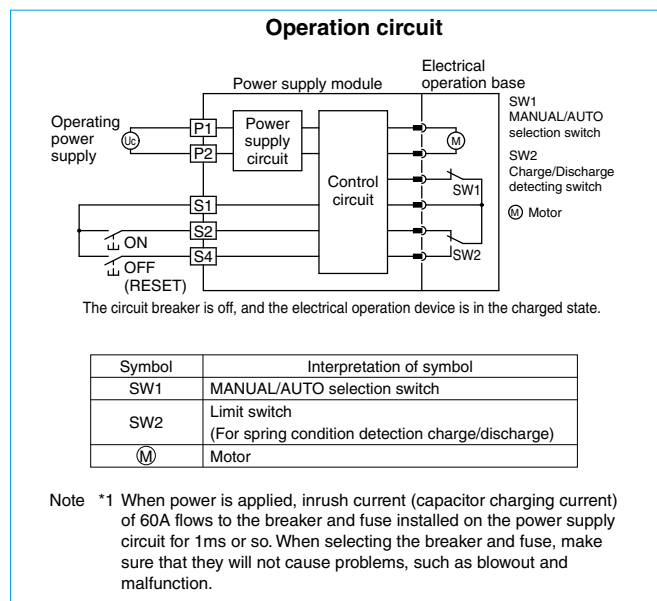 Operation circuit
Power supply module
Electrical
operation base
Operating
power
supply
Uc
P1
P2
Power
supply
circuit
Control
circuit
S1
S2
S4
ON
OFF
(RESET)
M
SW1
SW2
SW1
MANUAL/AUTO
selection switch
SW2
Charge/Discharge
detecting switch
M Motor
The circuit breaker is off, and the electrical operation device is in the charged state.
Symbol Interpretation of symbol
SW1 MANUAL/AUTO selection switch
SW2 Limit switch
(For spring condition detection charge/discharge)
M Motor
Note *1 When power is applied, inrush current (capacitor charging current)
of 60A flows to the breaker and fuse installed on the power supply
circuit for 1ms or so. When selecting the breaker and fuse, make
sure that they will not cause problems, such as blowout and
malfunction.